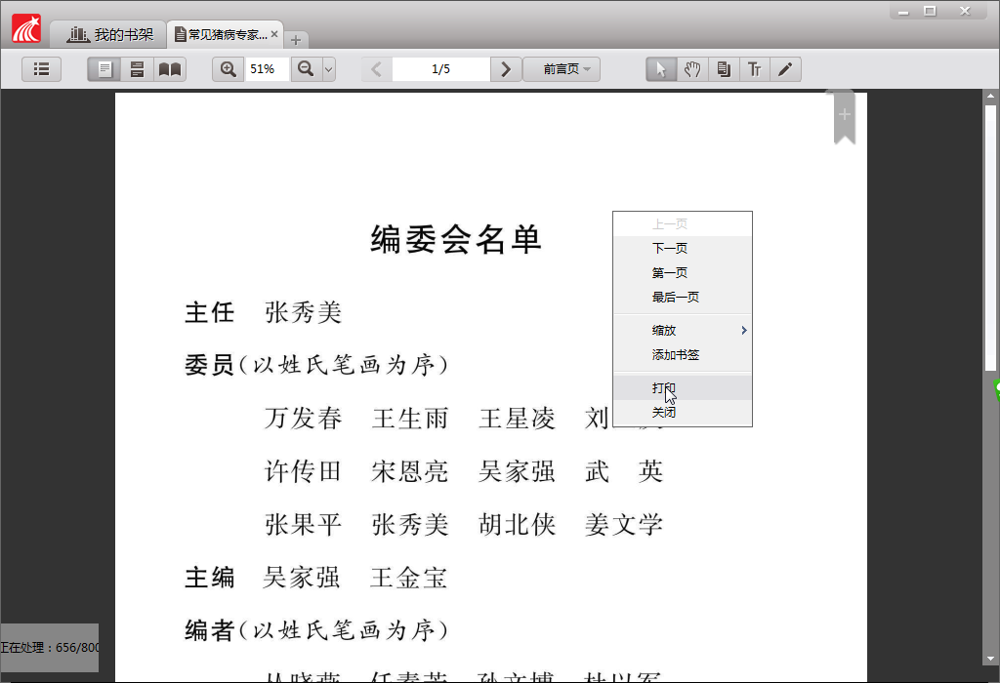 我的书架
常见猪病专家...
51%
1/5
前言页
编委会名单
主任 张秀美
委员(以姓氏笔画为序)
万发春 王生雨 王星凌 刘
许传田 宋恩亮 吴家强 武 英
张果平 张秀美 胡北侠 姜文学
主编 吴家强 王金宝
编者(以姓氏笔画为序)
上一页
下一页
第一页
最后一页
缩放
添加书签
打印
关闭
正在处理：656/800